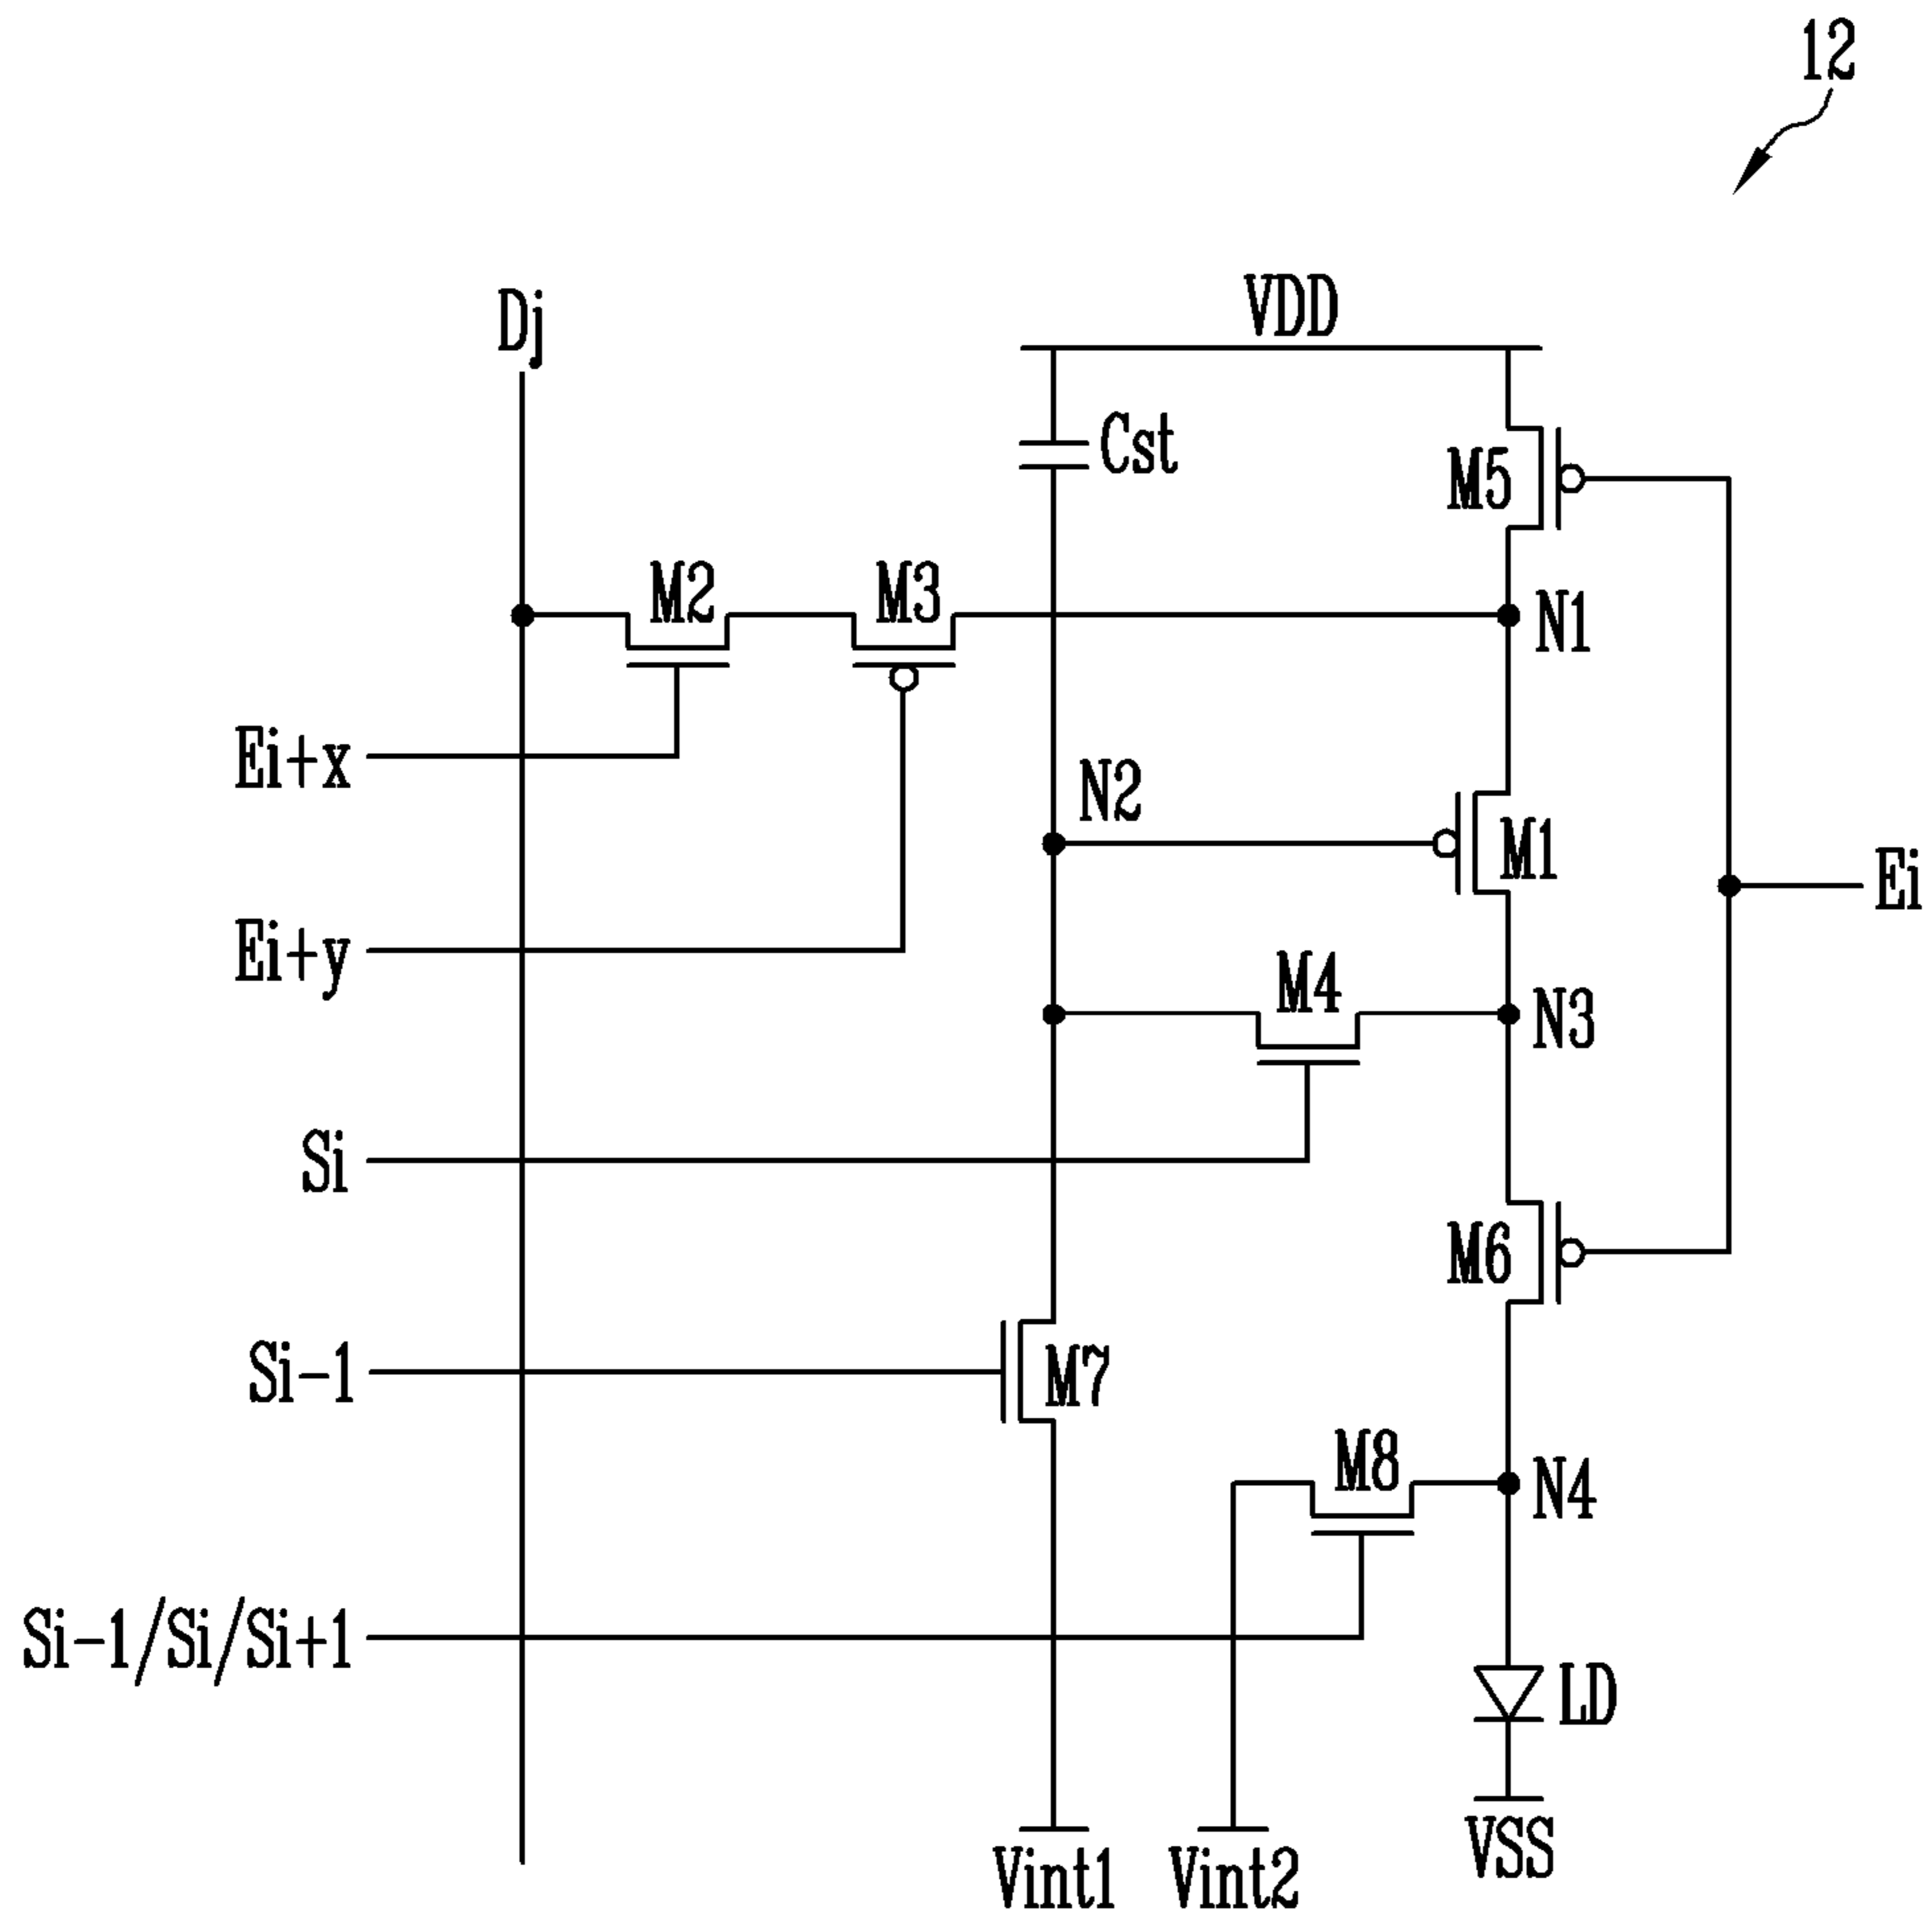 12
Dj
VDD
Cst
M5
M2
M3
N1
Ei+x
N2
M1
Ei
Ei+y
M4
N3
Si
M6
Si-1
M7
M8
N4
Si-1/Si/Si+1
LD
VSS
Vint1
Vint2